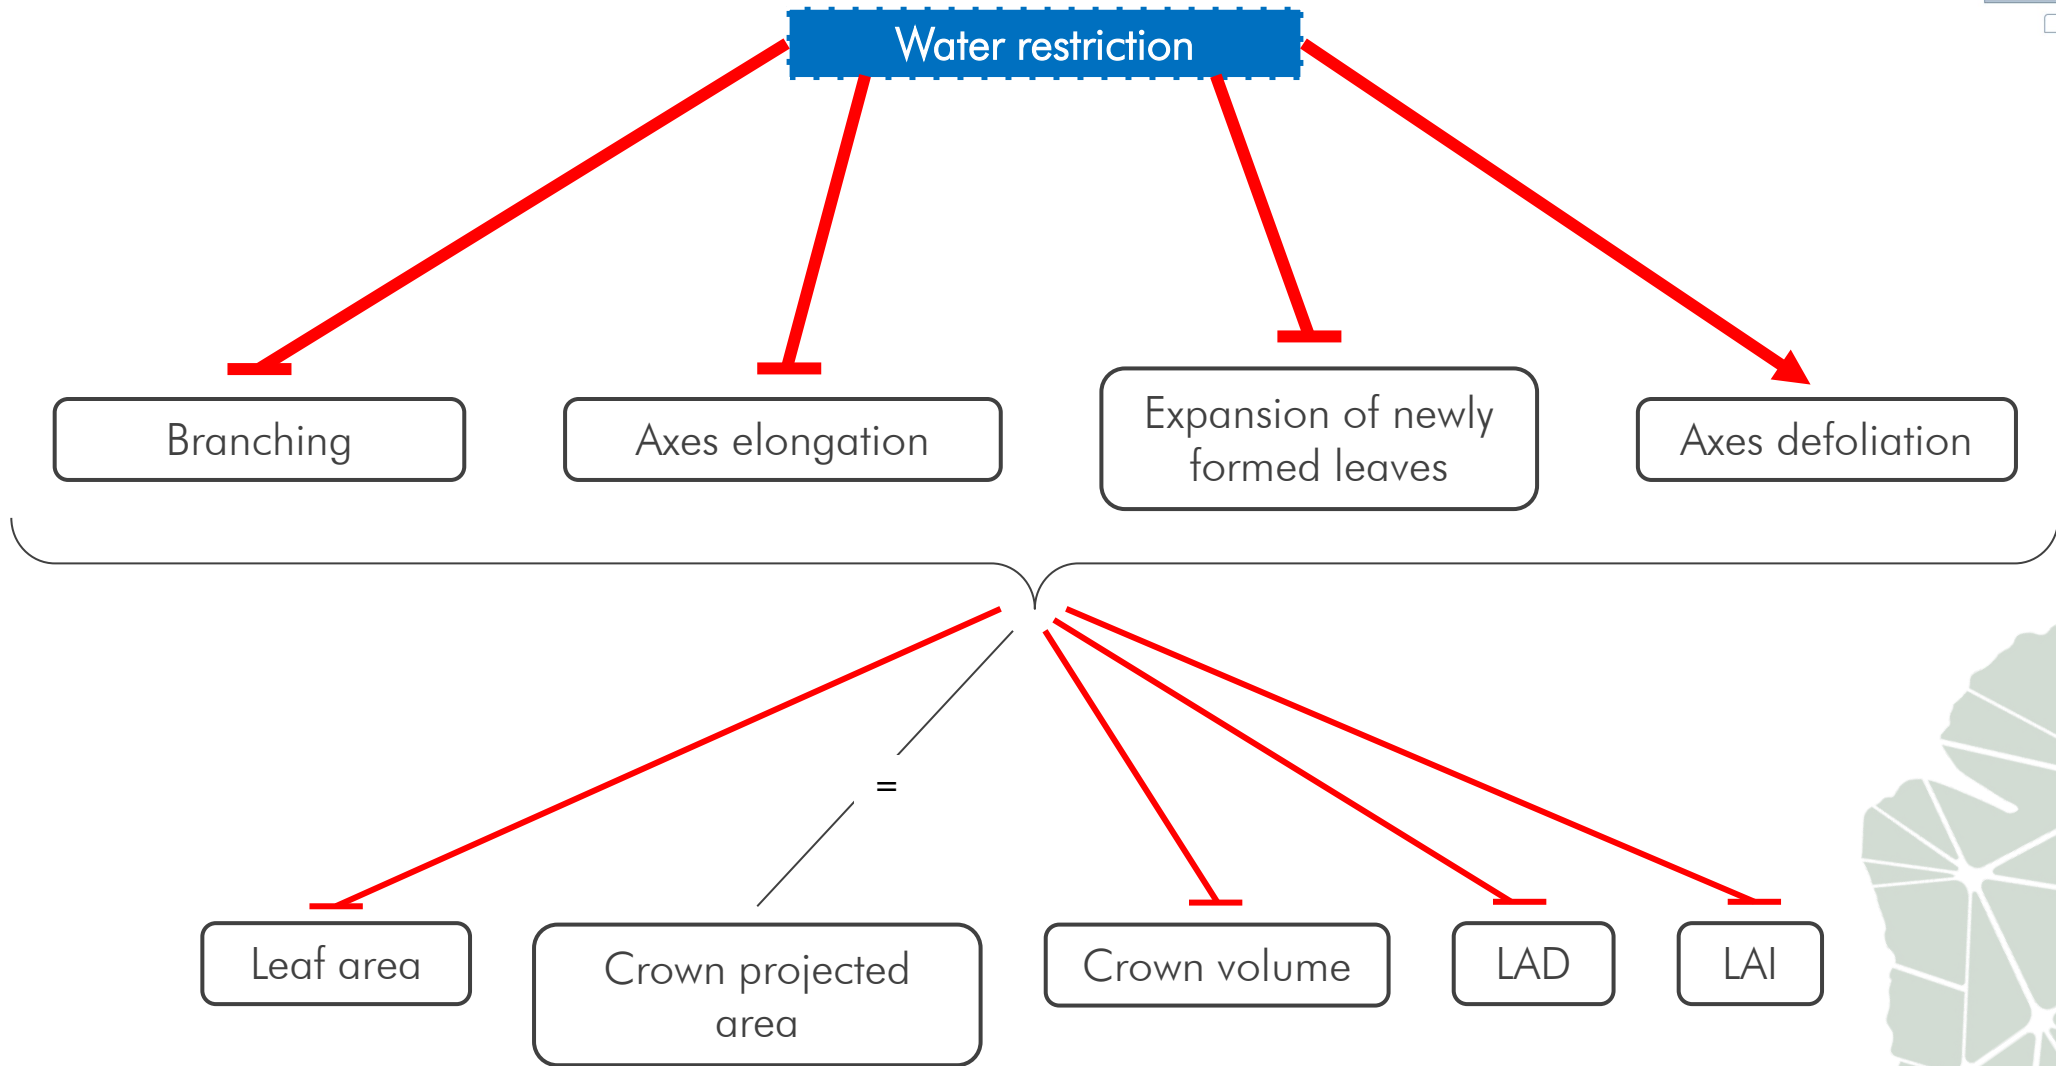 Water restriction
Branching
Axes elongation
Expansion of newly
formed leaves
Axes defoliation
=
Leaf area
Crown projected
area
Crown volume
LAD
LAI